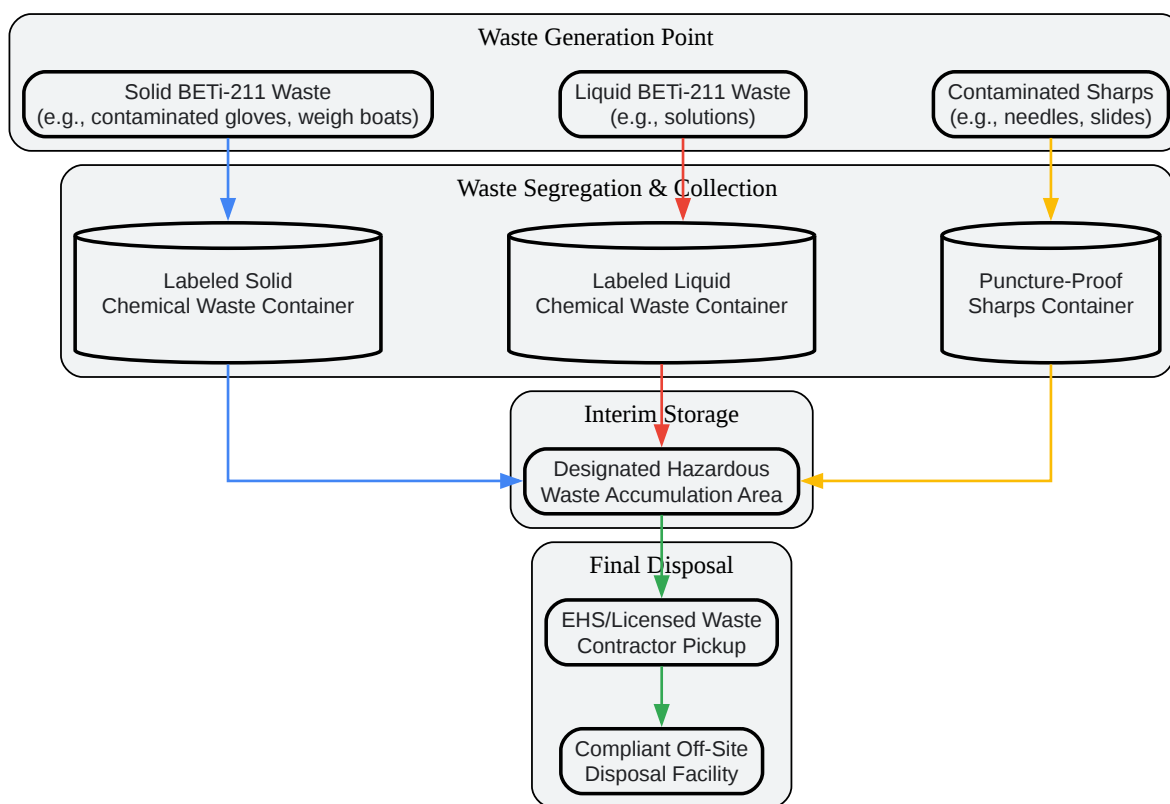 Waste Generation Point
Solid BETi-211 Waste
(e.g., contaminated gloves, weigh boats)
Liquid BETi-211 Waste
(e.g., solutions)
Contaminated Sharps
(e.g., needles, slides)
Waste Segregation & Collection
Labeled Solid
Chemical Waste Container
Labeled Liquid
Chemical Waste Container
Puncture-Proof
Sharps Container
Interim Storage
Designated Hazardous
Waste Accumulation Area
Final Disposal
EHS/Licensed Waste
Contractor Pickup
Compliant Off-Site
Disposal Facility